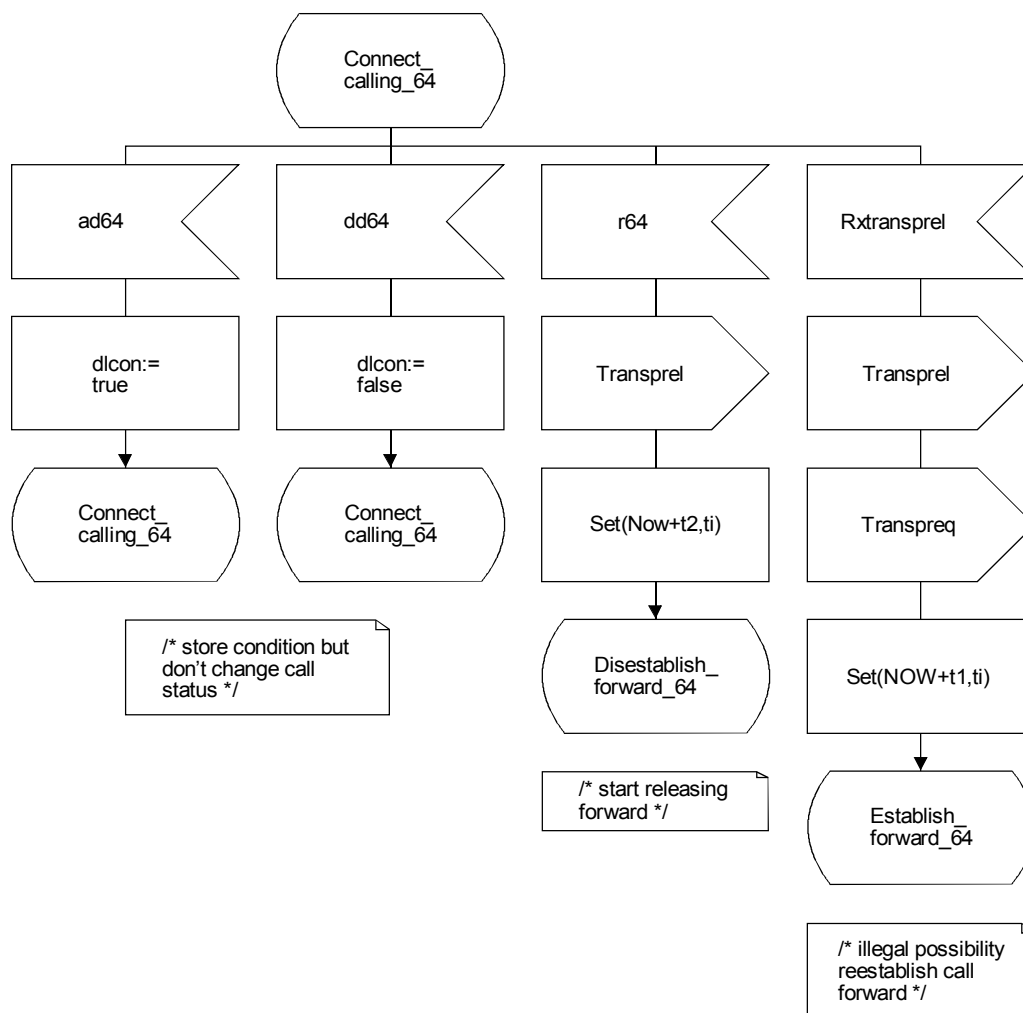 Connect_
calling_64
ad64
dd64
r64
Rxtransprel
dlcon:=
true
dlcon:=
false
Transprel
Transprel
Connect_
calling_64
Connect_
calling_64
Set(Now+t2,ti)
Transpreq
/* store condition but
don't change call
status */
Disestablish_
forward_64
Set(NOW+t1,ti)
/* start releasing
forward */
Establish_
forward_64
/* illegal possibility
reestablish call
forward */